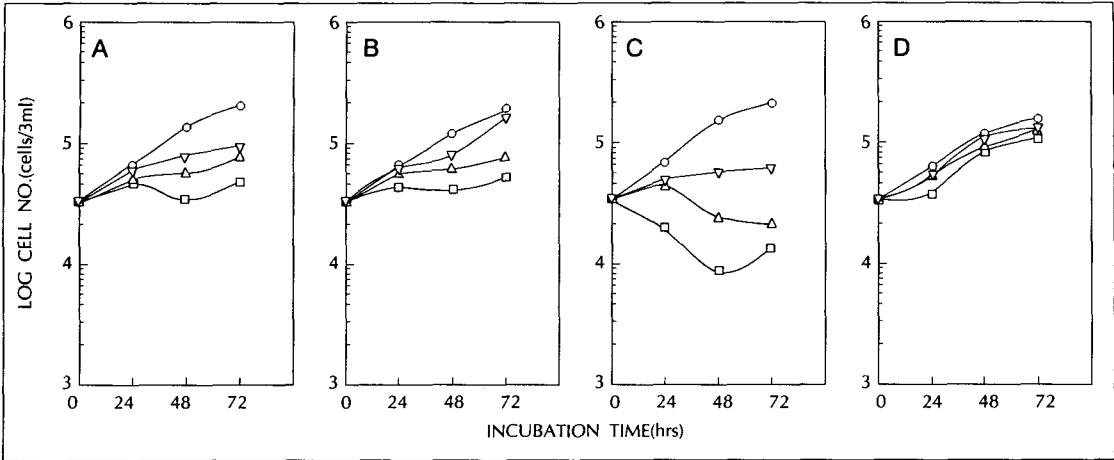 A B C D
LOG CELL NO.(cells/3ml)
6 6 6 6
5 5 5 5
4 4 4 4
3 3 3 3
0 24 48 72 0 24 48 72 0 24 48 72 0 24 48 72
INCUBATION TIME(hrs)